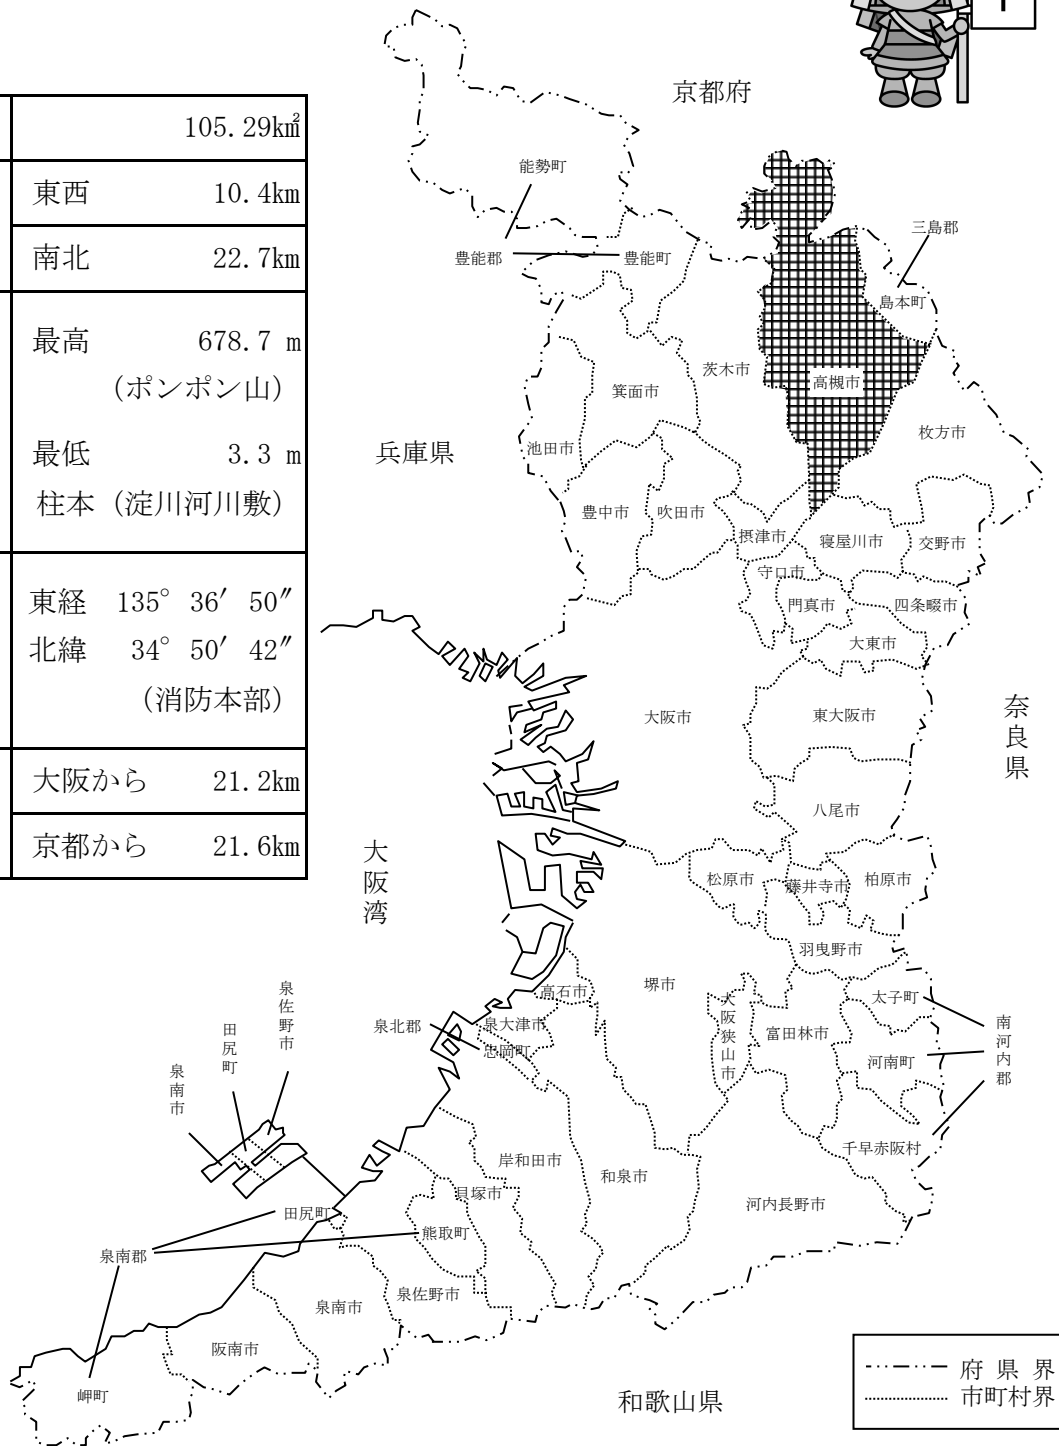 105.29k㎡
東西 10.4km
南北 22.7km
最高 678.7 m
（ポンポン山）
最低 3.3 m
柱本（淀川河川敷）
東経 135° 36′ 50″
北緯 34° 50′ 42″
（消防本部）
大阪から 21.2km
京都から 21.6km
京都府
能勢町
三島郡
豊能郡
豊能町
島本町
茨木市
高槻市
箕面市
枚方市
兵庫県
池田市
豊中市
吹田市
摂津市
寝屋川市
交野市
守口市
門真市
四条畷市
大東市
奈良県
大阪市
東大阪市
八尾市
大阪湾
松原市
藤井寺市
柏原市
羽曳野市
堺市
高石市
大阪狭山市
太子町
泉佐野市
田尻町
泉南市
泉北郡
泉大津市
忠岡町
富田林市
南河内郡
河南町
千早赤阪村
岸和田市
和泉市
貝塚市
河内長野市
田尻町
熊取町
泉南郡
泉佐野市
泉南市
阪南市
岬町
和歌山県
府県界
市町村界